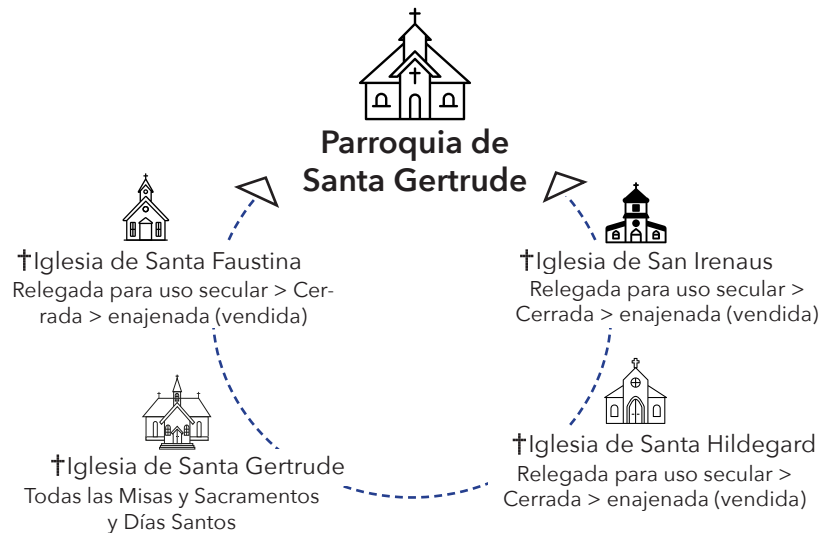 Parroquia de
Santa Gertrude
†Iglesia de Santa Faustina
Relegada para uso secular > Cer-
rada > enajenada (vendida)
†Iglesia de San Irenaus
Relegada para uso secular >
Cerrada > enajenada (vendida)
†Iglesia de Santa Gertrude
Todas las Misas y Sacramentos
y Días Santos
†Iglesia de Santa Hildegard
Relegada para uso secular >
Cerrada > enajenada (vendida)